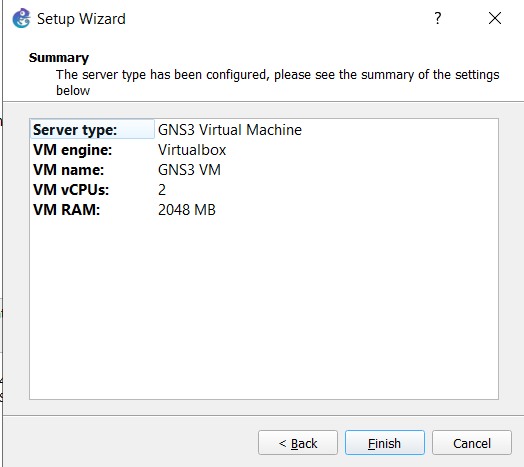 Setup Wizard
?
Summary
The server type has been configured, please see the summary of the settings
below
Server type: GNS3 Virtual Machine
VM engine: Virtualbox
VM name: GNS3 VM
VM vCPUs: 2
VM RAM: 2048 MB
< Back Finish Cancel